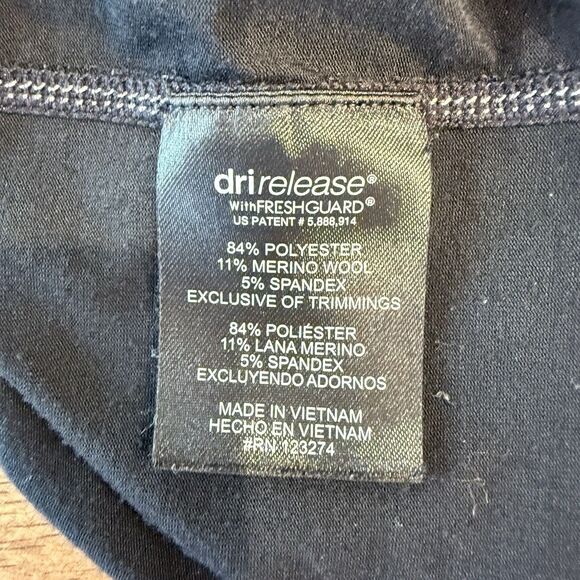 drirelease®
WithFRESHGUARD®
US PATENT # 5,888,914
84% POLYESTER
11% MERINO WOOL
5% SPANDEX
EXCLUSIVE OF TRIMMINGS
84% POLIÉSTER
11% LANA MERINO
5% SPANDEX
EXCLUYENDO ADORNOS
MADE IN VIETNAM
HECHO EN VIETNAM
#RN 123274